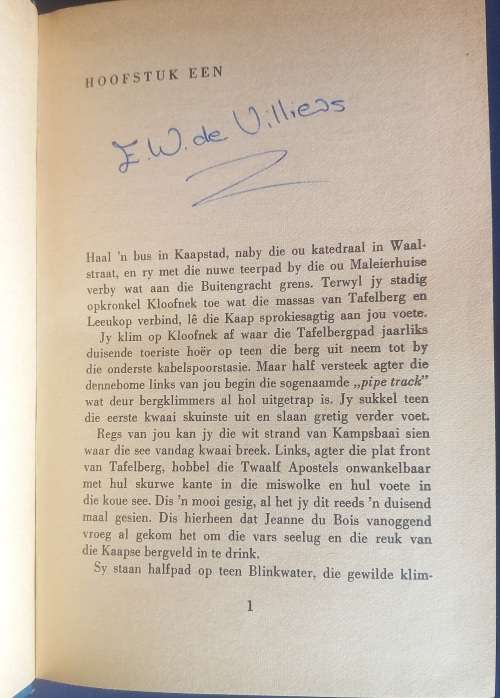 HOOFSTUK EEN
E.W. de Villiers
Haal 'n bus in Kaapstad, naby die ou katedraal in Waal-
straat, en ry met die nuwe teerpad by die ou Maleierhuise
verby wat aan die Buitengracht grens. Terwyl jy stadig
opkronkel Kloofnek toe wat die massas van Tafelberg en
Leeukop verbind, lê die Kaap sprokiesagtig aan jou voete.
Jy klim op Kloofnek af waar die Tafelbergpad jaarliks
duisende toeriste hoër op teen die berg uit neem tot by
die onderste kabelspoorstasie. Maar half versteek agter die
dennebome links van jou begin die sogenaamde „pipe track"
wat deur bergklimmers al hol uitgetrap is. Jy sukkel teen
die eerste kwaai skuinste uit en slaan gretig verder voet.
Regs van jou kan jy die wit strand van Kampsbaai sien
waar die see vandag kwaai breek. Links, agter die plat front
van Tafelberg, hobbel die Twaalf Apostels onwankelbaar
met hul skurwe kante in die miswolke en hul voete in
die koue see. Dis 'n mooi gesig, al het jy dit reeds 'n duisend
maal gesien. Dis hierheen dat Jeanne du Bois vanoggend
vroeg al gekom het om die vars seelug en die reuk van
die Kaapse bergveld in te drink.
Sy staan halfpad op teen Blinkwater, die gewilde klim-
1